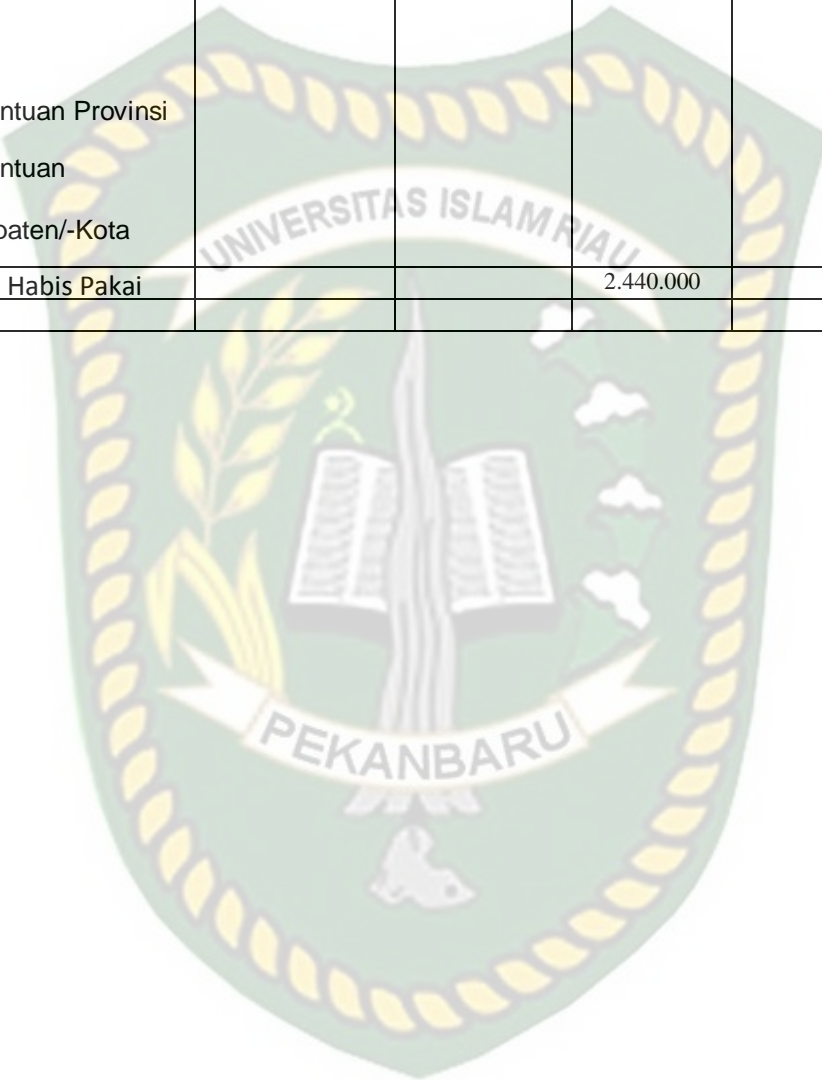 ntuan Provinsi
ntuan
paten/-Kota
UNIVERSITAS ISLAM RIAU
Habis Pakai 2.440.000
PEKANBARU